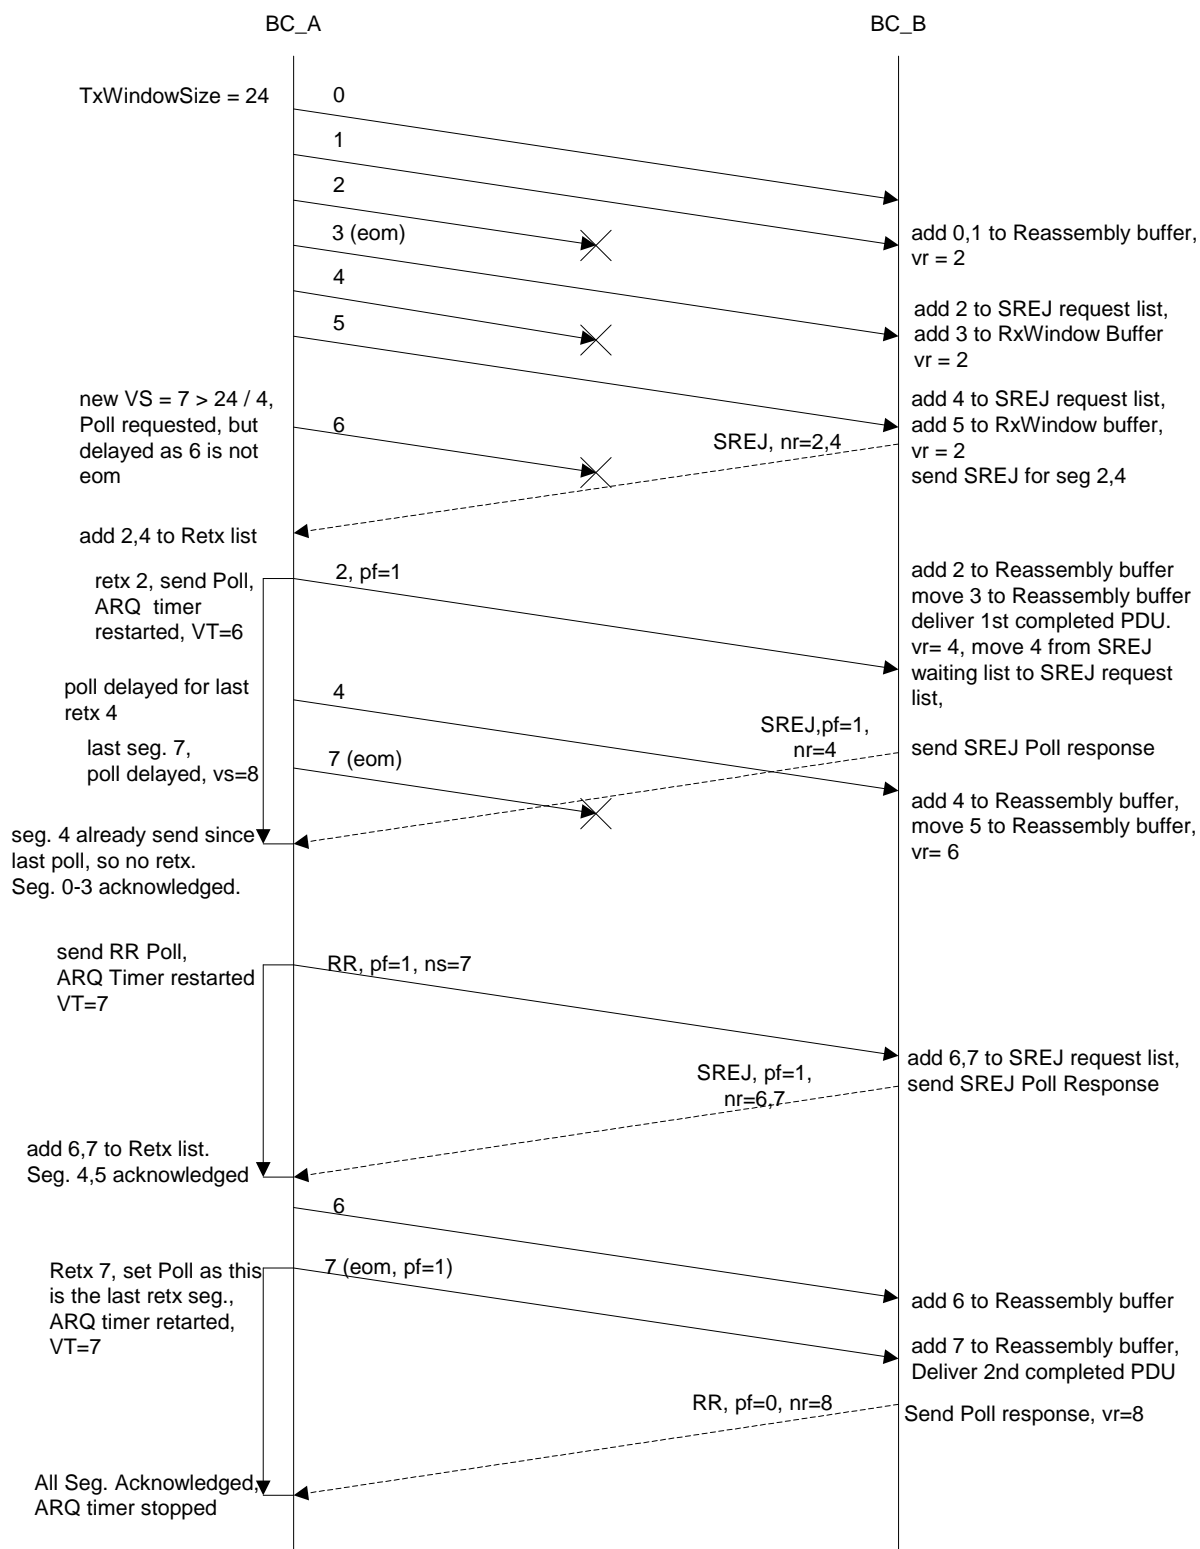 BC_A
BC_B
TxWindowSize = 24
0
1
2
3 (eom)
add 0,1 to Reassembly buffer,
vr = 2
4
5
add 2 to SREJ request list,
add 3 to RxWindow Buffer
vr = 2
new VS = 7 > 24 / 4,
Poll requested, but
delayed as 6 is not
eom
6
SREJ, nr=2,4
add 4 to SREJ request list,
add 5 to RxWindow buffer,
vr = 2
send SREJ for seg 2,4
add 2,4 to Retx list
retx 2, send Poll,
ARQ timer
restarted, VT=6
2, pf=1
add 2 to Reassembly buffer
move 3 to Reassembly buffer
deliver 1st completed PDU.
vr= 4, move 4 from SREJ
waiting list to SREJ request
list,
poll delayed for last
retx 4
4
SREJ,pf=1,
nr=4
send SREJ Poll response
last seg. 7,
poll delayed, vs=8
7 (eom)
add 4 to Reassembly buffer,
move 5 to Reassembly buffer,
vr= 6
seg. 4 already send since
last poll, so no retx.
Seg. 0-3 acknowledged.
send RR Poll,
ARQ Timer restarted
VT=7
RR, pf=1, ns=7
add 6,7 to SREJ request list,
send SREJ Poll Response
SREJ, pf=1,
nr=6,7
add 6,7 to Retx list.
Seg. 4,5 acknowledged
6
Retx 7, set Poll as this
is the last retx seg.,
ARQ timer retarted,
VT=7
7 (eom, pf=1)
add 6 to Reassembly buffer
add 7 to Reassembly buffer,
Deliver 2nd completed PDU
RR, pf=0, nr=8
Send Poll response, vr=8
All Seg. Acknowledged,
ARQ timer stopped